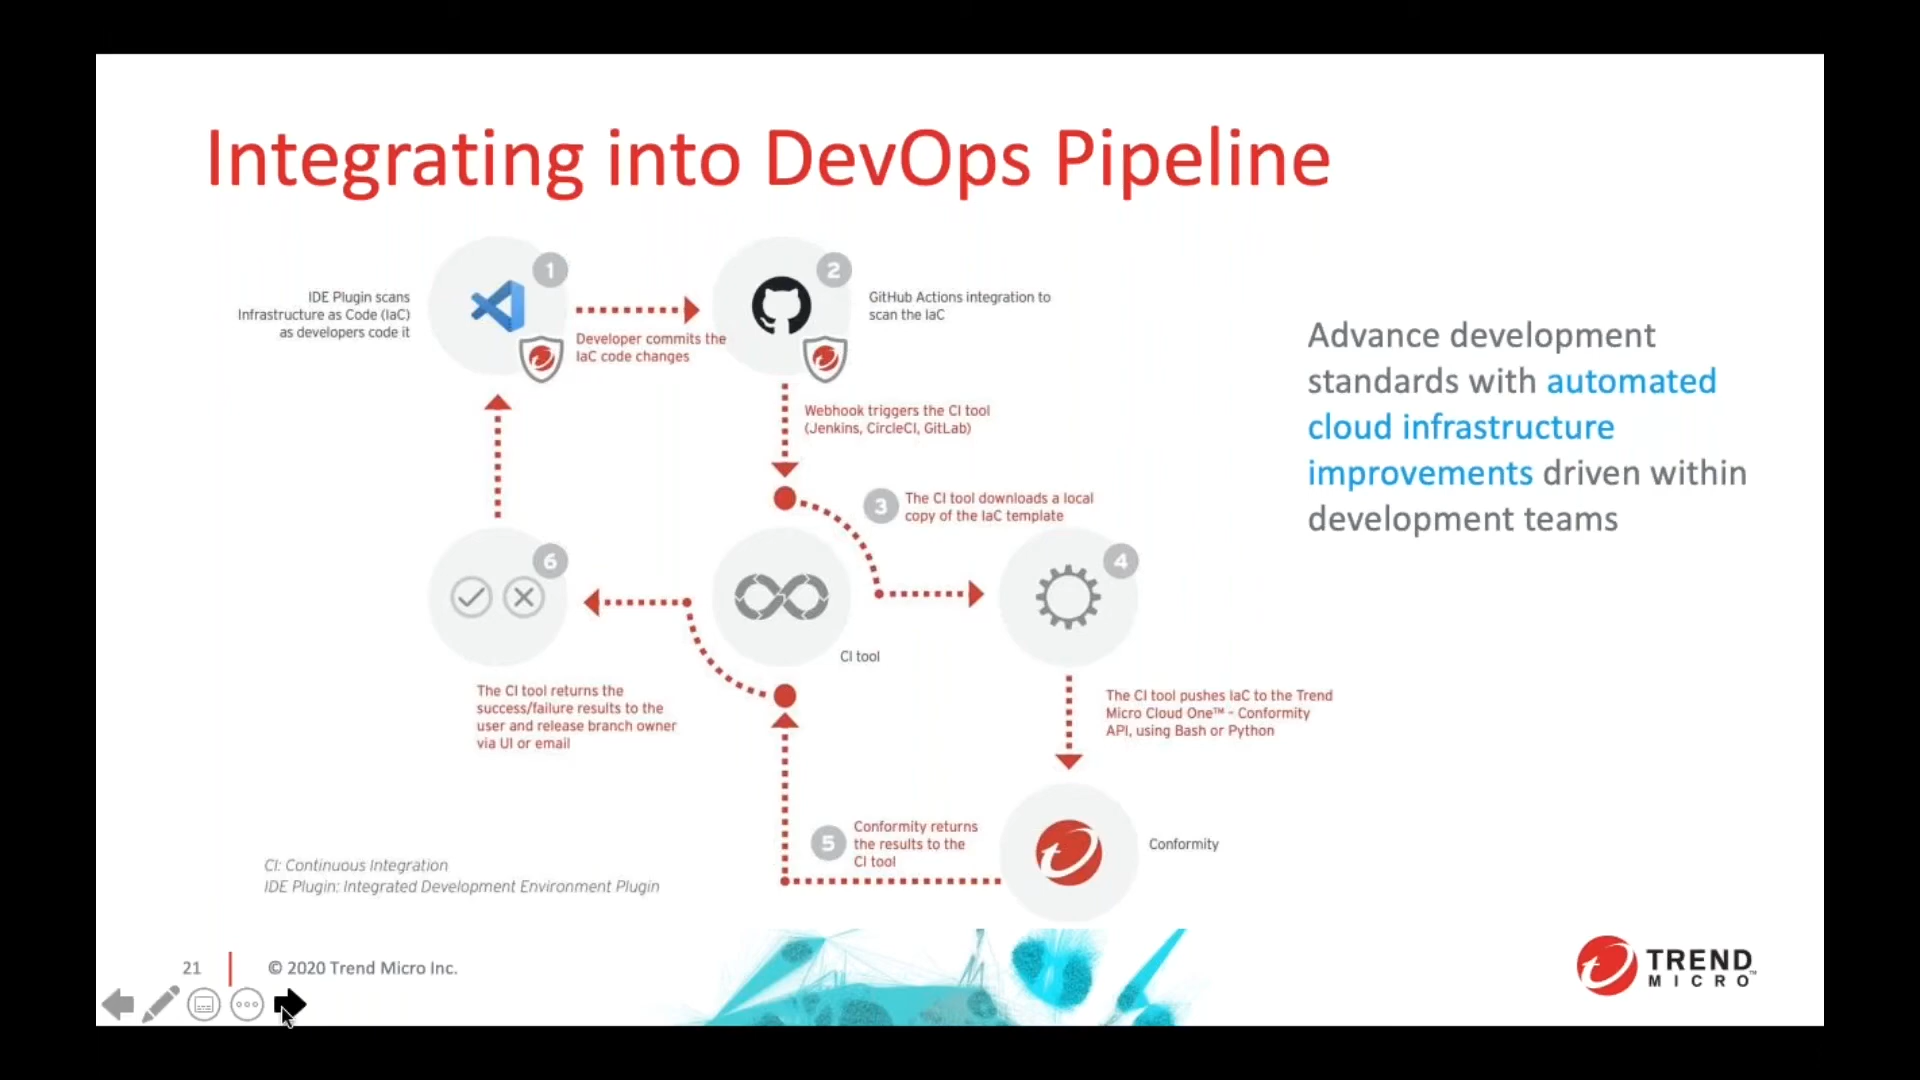 Integrating into DevOps Pipeline
1
2
IDE Plugin scans
Infrastructure as Code (IaC)
as developers code it
Developer commits the
IaC code changes
GitHub Actions integration to
scan the IaC
Webhook triggers the CI tool
(Jenkins, CircleCI, GitLab)
3
The CI tool downloads a local
copy of the IaC template
4
6
CI tool
The CI tool pushes IaC to the Trend
Micro Cloud One™ - Conformity
API, using Bash or Python
The CI tool returns the
success/failure results to the
user and release branch owner
via UI or email
5
Conformity returns
the results to the
CI tool
Conformity
CI: Continuous Integration
IDE Plugin: Integrated Development Environment Plugin
Advance development
standards with automated
cloud infrastructure
improvements driven within
development teams
21
© 2020 Trend Micro Inc.
TREND
MICRO™